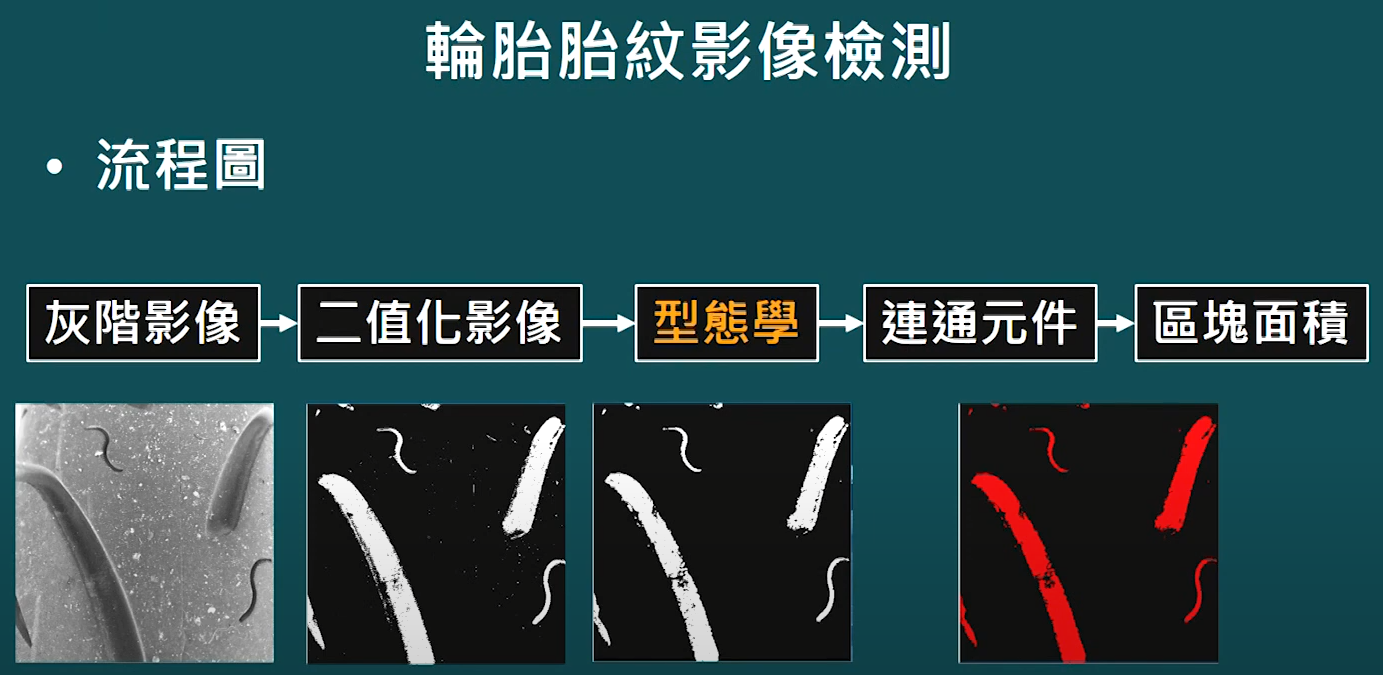 輪胎胎紋影像檢測
• 流程圖
灰階影像
二值化影像
型態學
連通元件
區塊面積